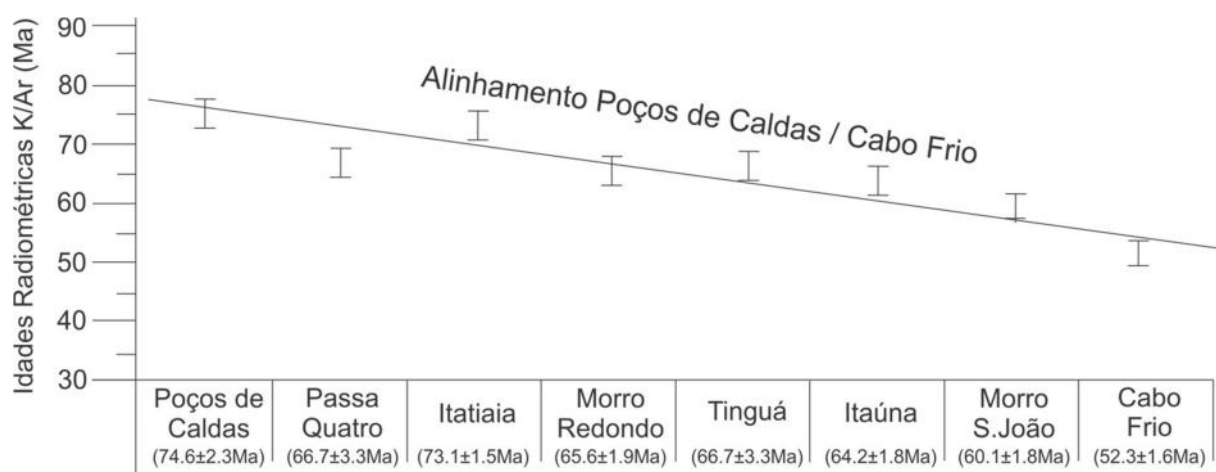 Idades Radiométricas K/Ar (Ma)
90
80
70
60
50
40
30
Alinhamento Poços de Caldas / Cabo Frio
Poços de
Caldas
(74.6±2.3Ma)
Passa
Quatro
(66.7±3.3Ma)
Itatiaia
(73.1±1.5Ma)
Morro
Redondo
(65.6±1.9Ma)
Tinguá
(66.7±3.3Ma)
Itaúna
(64.2±1.8Ma)
Morro
S.João
(60.1±1.8Ma)
Cabo
Frio
(52.3±1.6Ma)